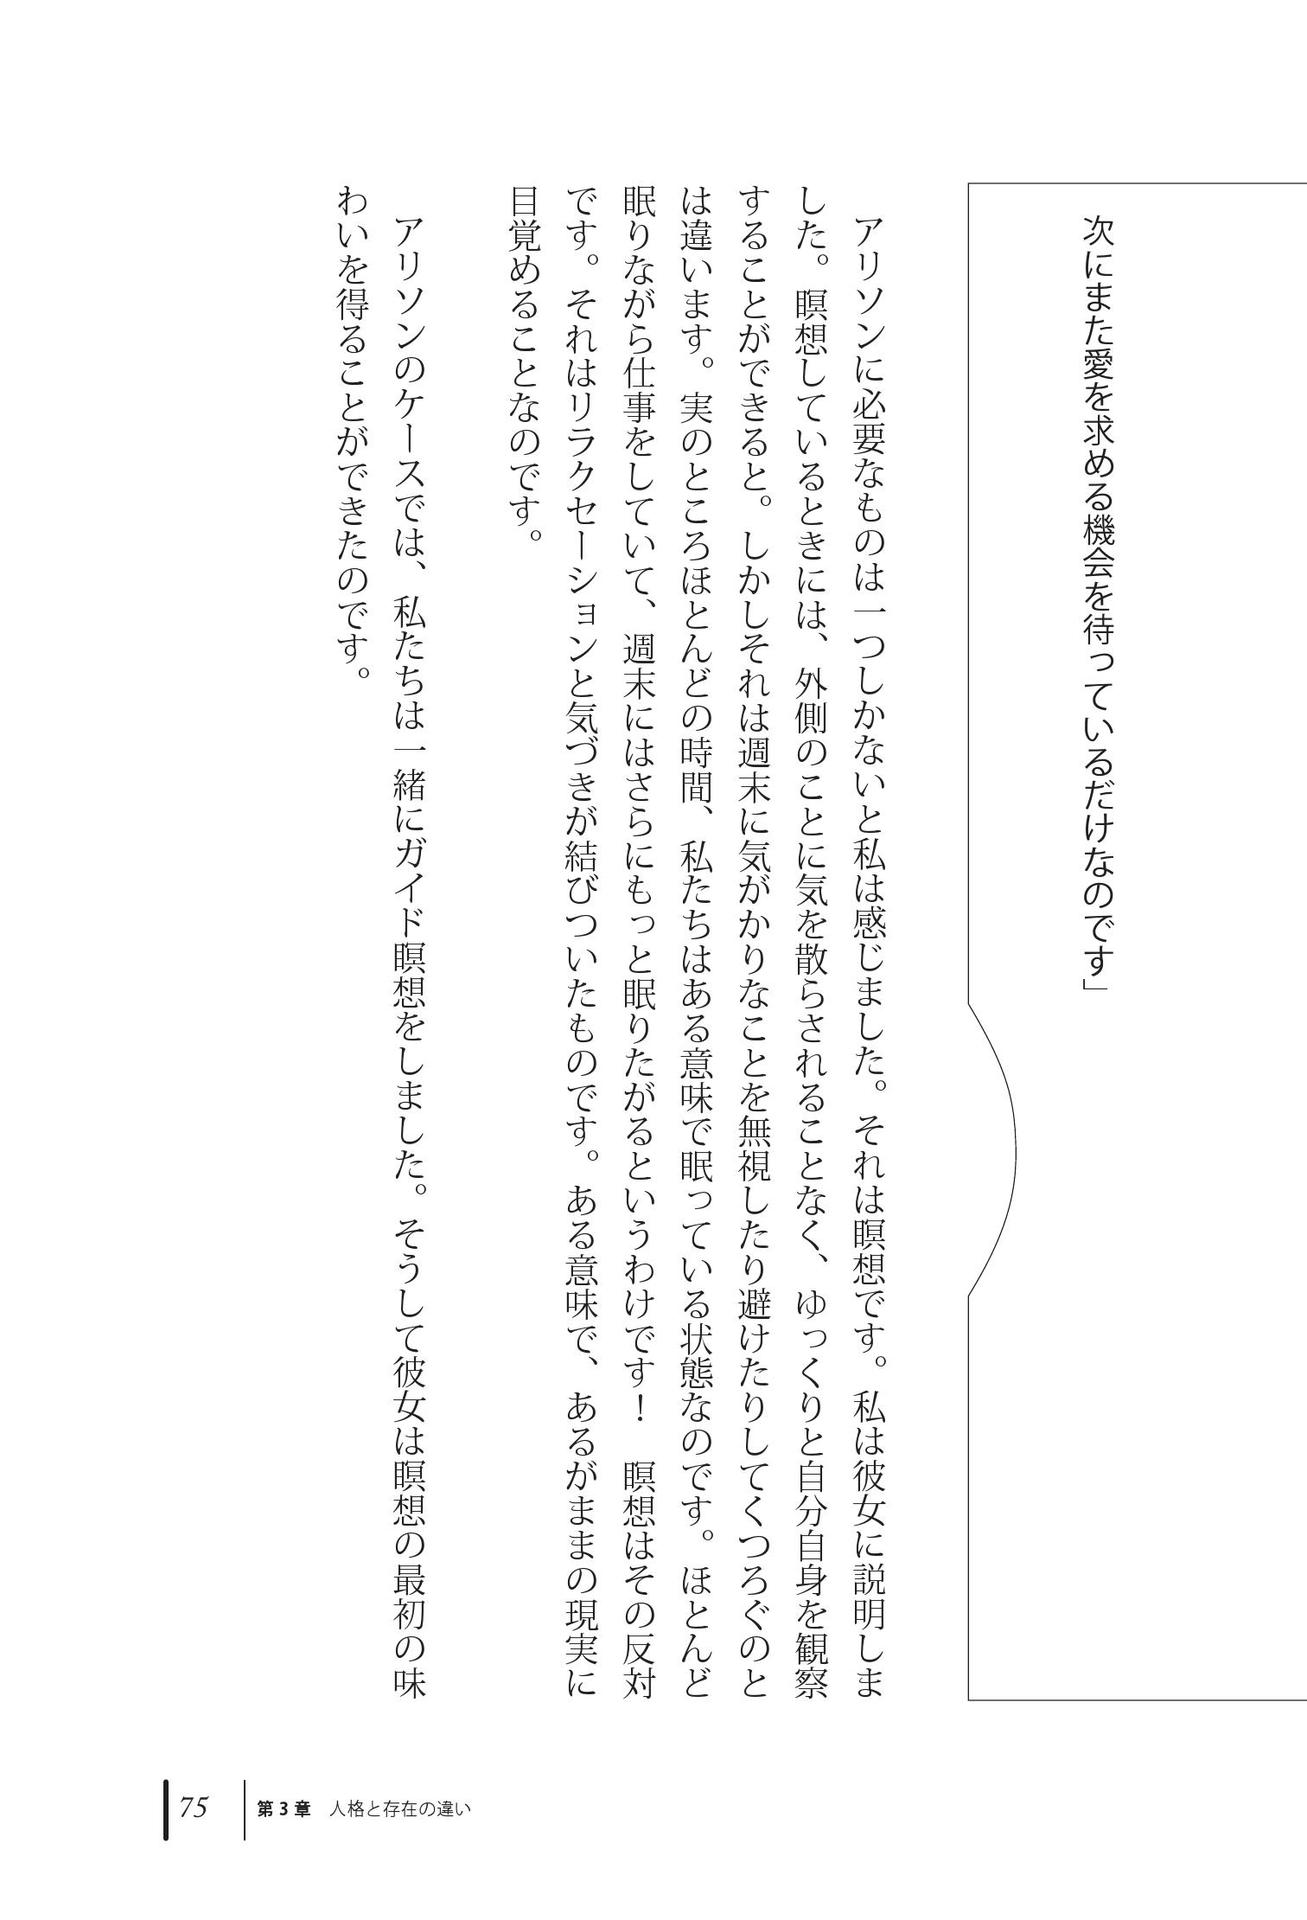 次にまた愛を求める機会を待っているだけなのです」
アリソンに必要なものは一つしかないと私は感じました。それは瞑想です。私は彼女に説明しま
した。瞑想しているときには、外側のことに気を散らされることなく、ゆっくりと自分自身を観察
することができると。しかしそれは週末に気がかりなことを無視したり避けたりしてくつろぐのと
は違います。実のところほとんどの時間、私たちはある意味で眠っている状態なのです。ほとんど
眠りながら仕事をしていて、週末にはさらにもっと眠りたがるというわけです！　瞑想はその反対
です。それはリラクセーションと気づきが結びついたものです。ある意味で、あるがままの現実に
目覚めることなのです。
アリソンのケースでは、私たちは一緒にガイド瞑想をしました。そうして彼女は瞑想の最初の味
わいを得ることができたのです。
75 第3章　人格と存在の違い